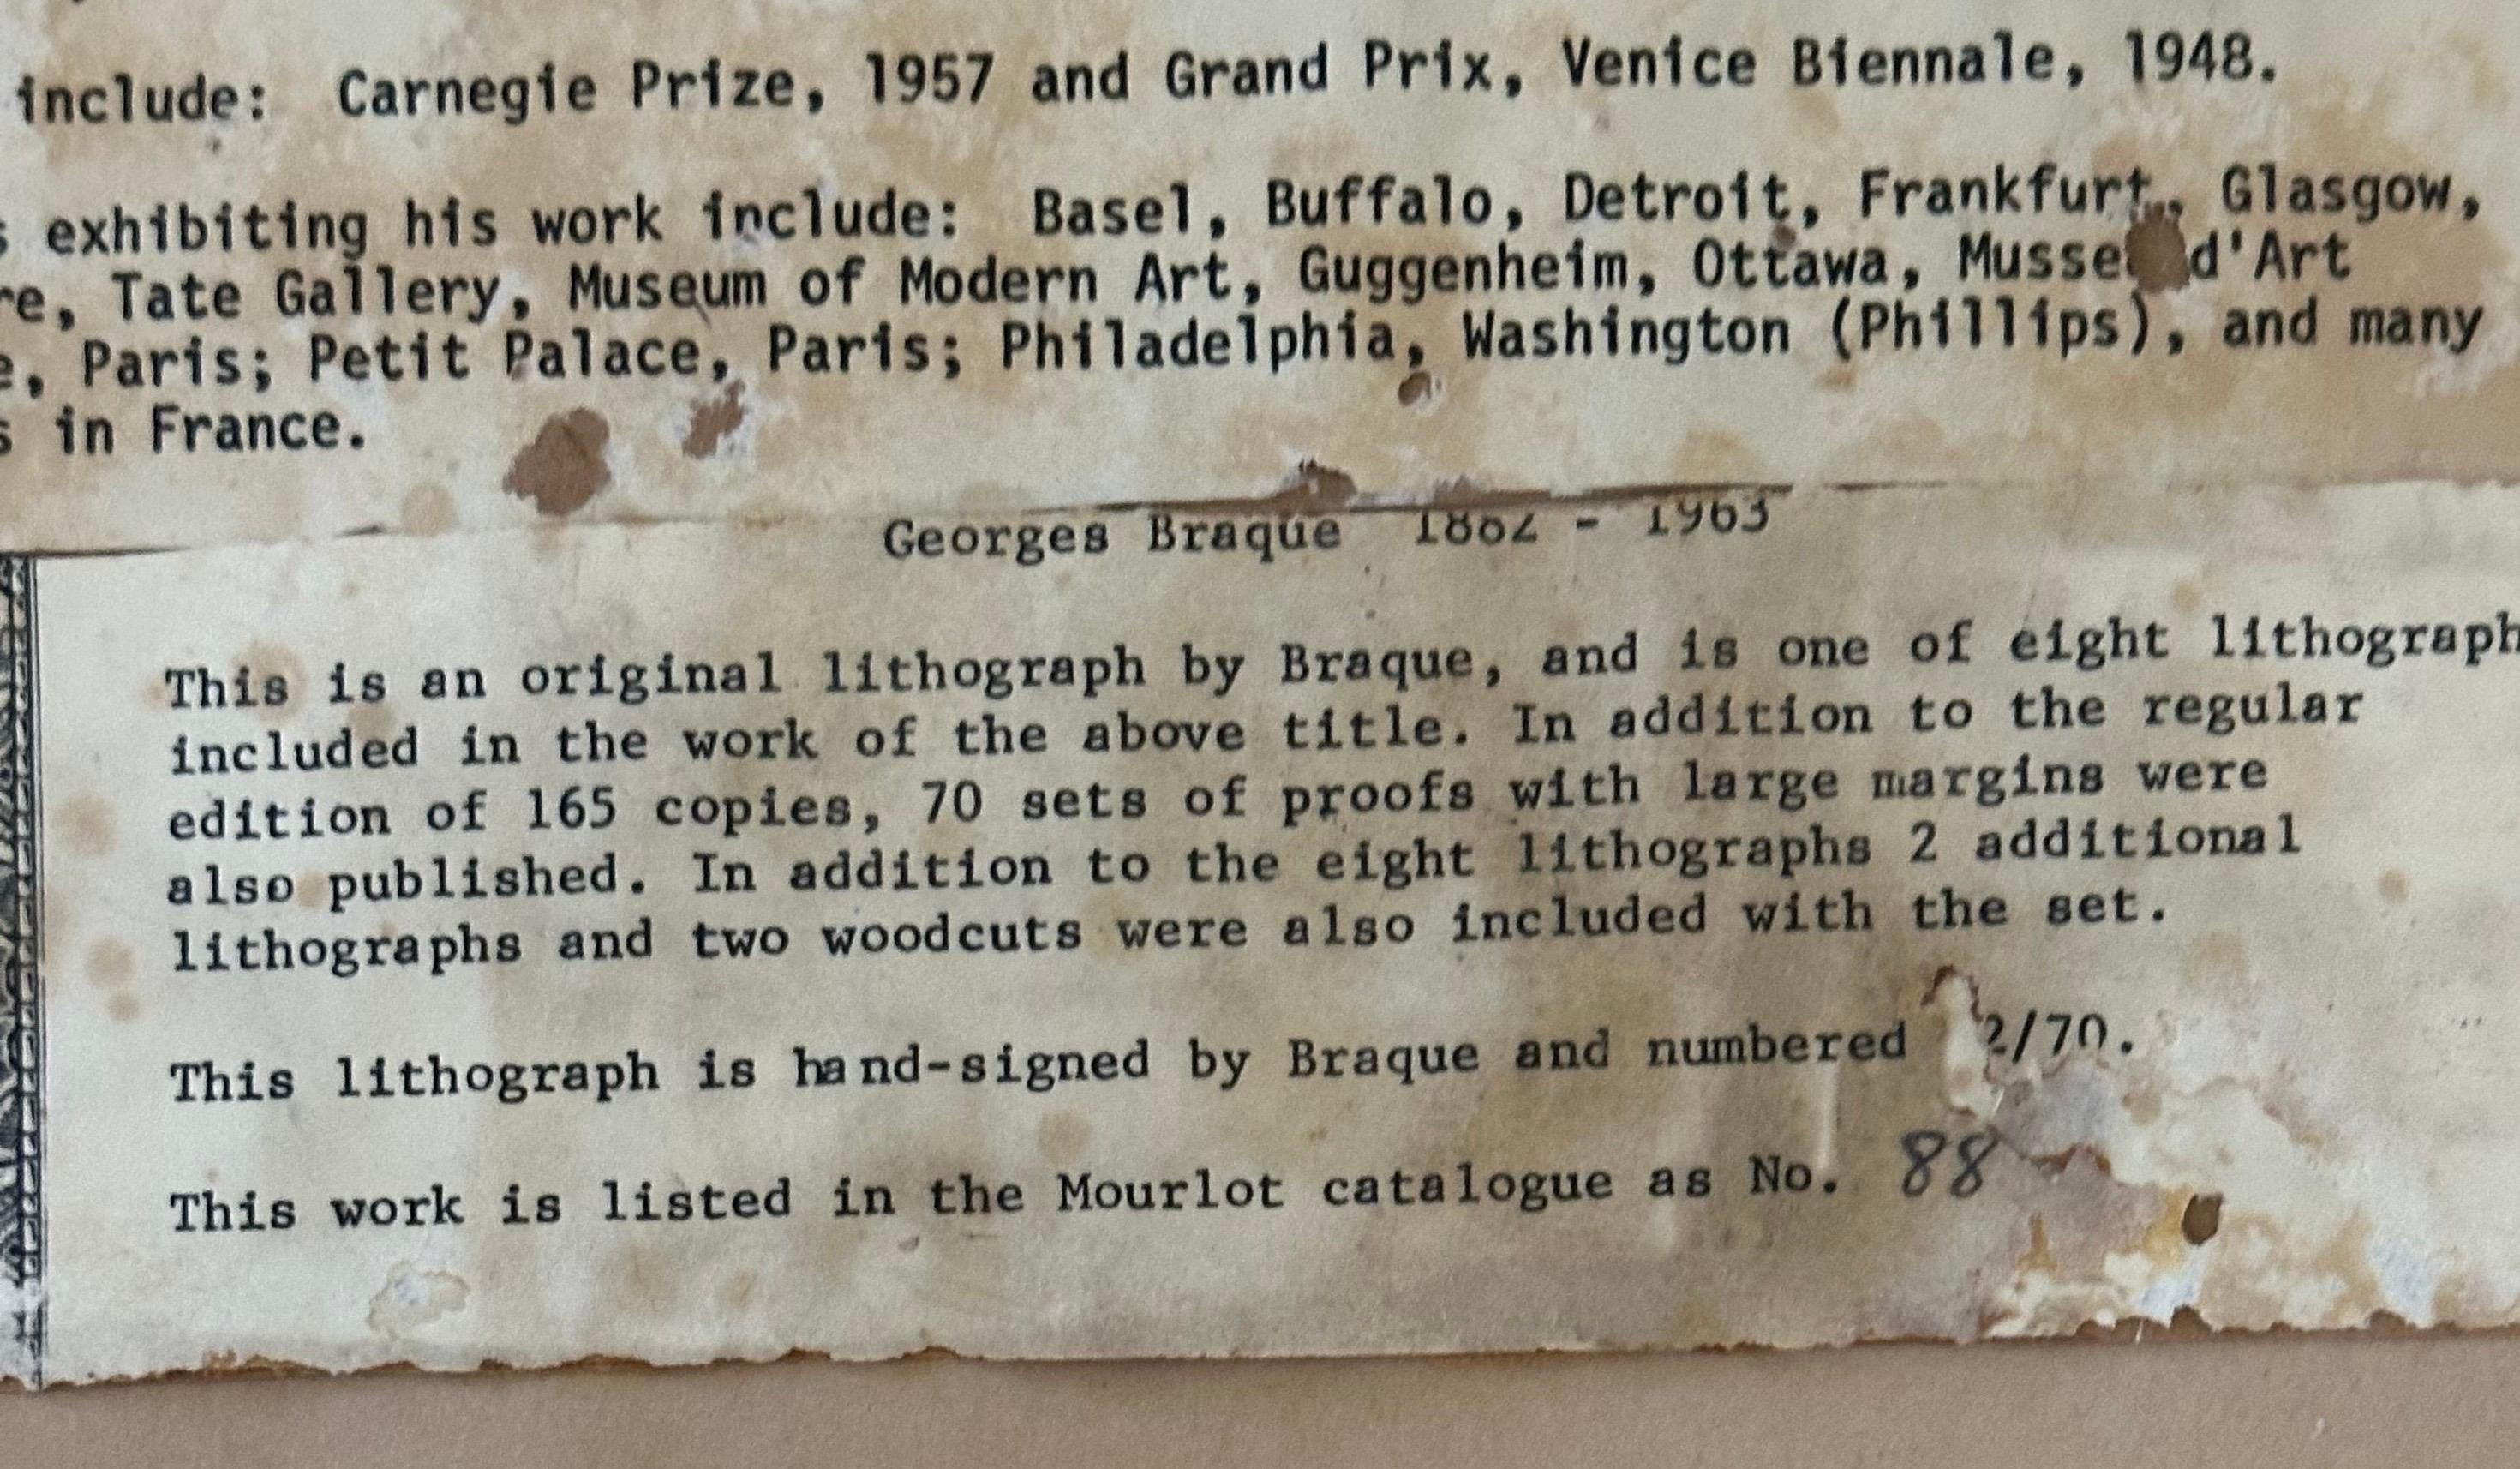 include: Carnegie Prize, 1957 and Grand Prix, Venice Biennale, 1948.
exhibiting his work include: Basel, Buffalo, Detroit, Frankfurt, Glasgow,
Tate Gallery, Museum of Modern Art, Guggenheim, Ottawa, d'Art
Paris; Petit Palace, Paris; Philadelphia, Washington (Phillips), and many
in France.
Georges Braque 1882 - 1963
This is an original lithograph by Braque, and is one of eight lithograph
included in the work of the above title. In addition to the regular
edition of 165 copies, 70 sets of proofs with large margins were
also published. In addition to the eight lithographs 2 additional
lithographs and two woodcuts were also included with the set.
This lithograph is hand-signed by Braque and numbered 2/70.
This work is listed in the Mourlot catalogue as No. 88